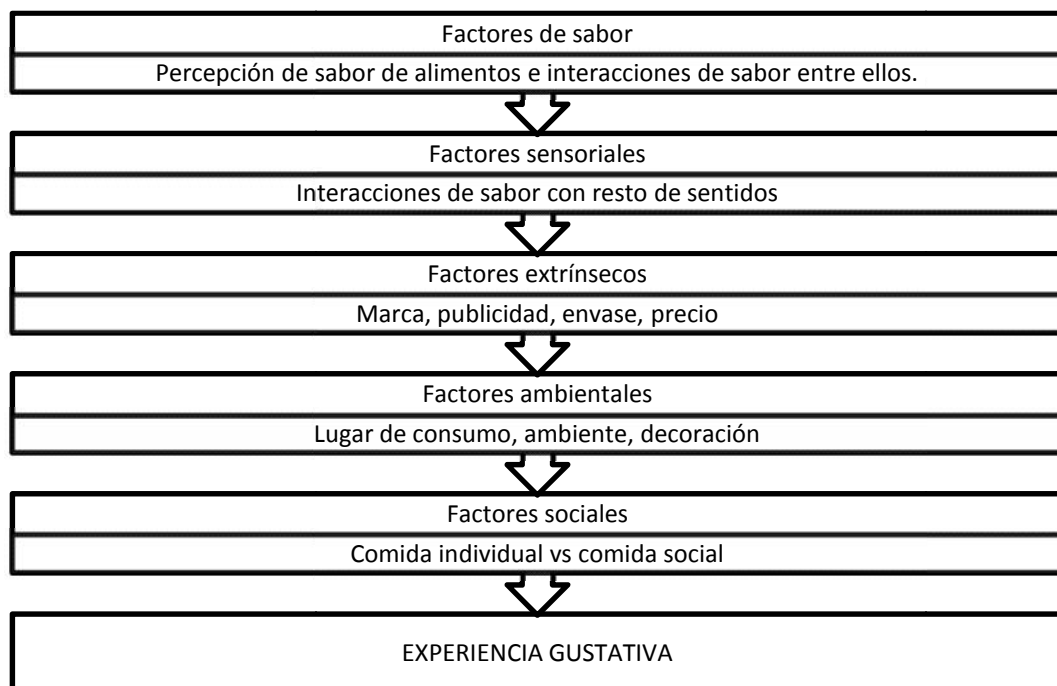 Factores de sabor
Percepción de sabor de alimentos e interacciones de sabor entre ellos.
Factores sensoriales
Interacciones de sabor con resto de sentidos
Factores extrínsecos
Marca, publicidad, envase, precio
Factores ambientales
Lugar de consumo, ambiente, decoración
Factores sociales
Comida individual vs comida social
EXPERIENCIA GUSTATIVA